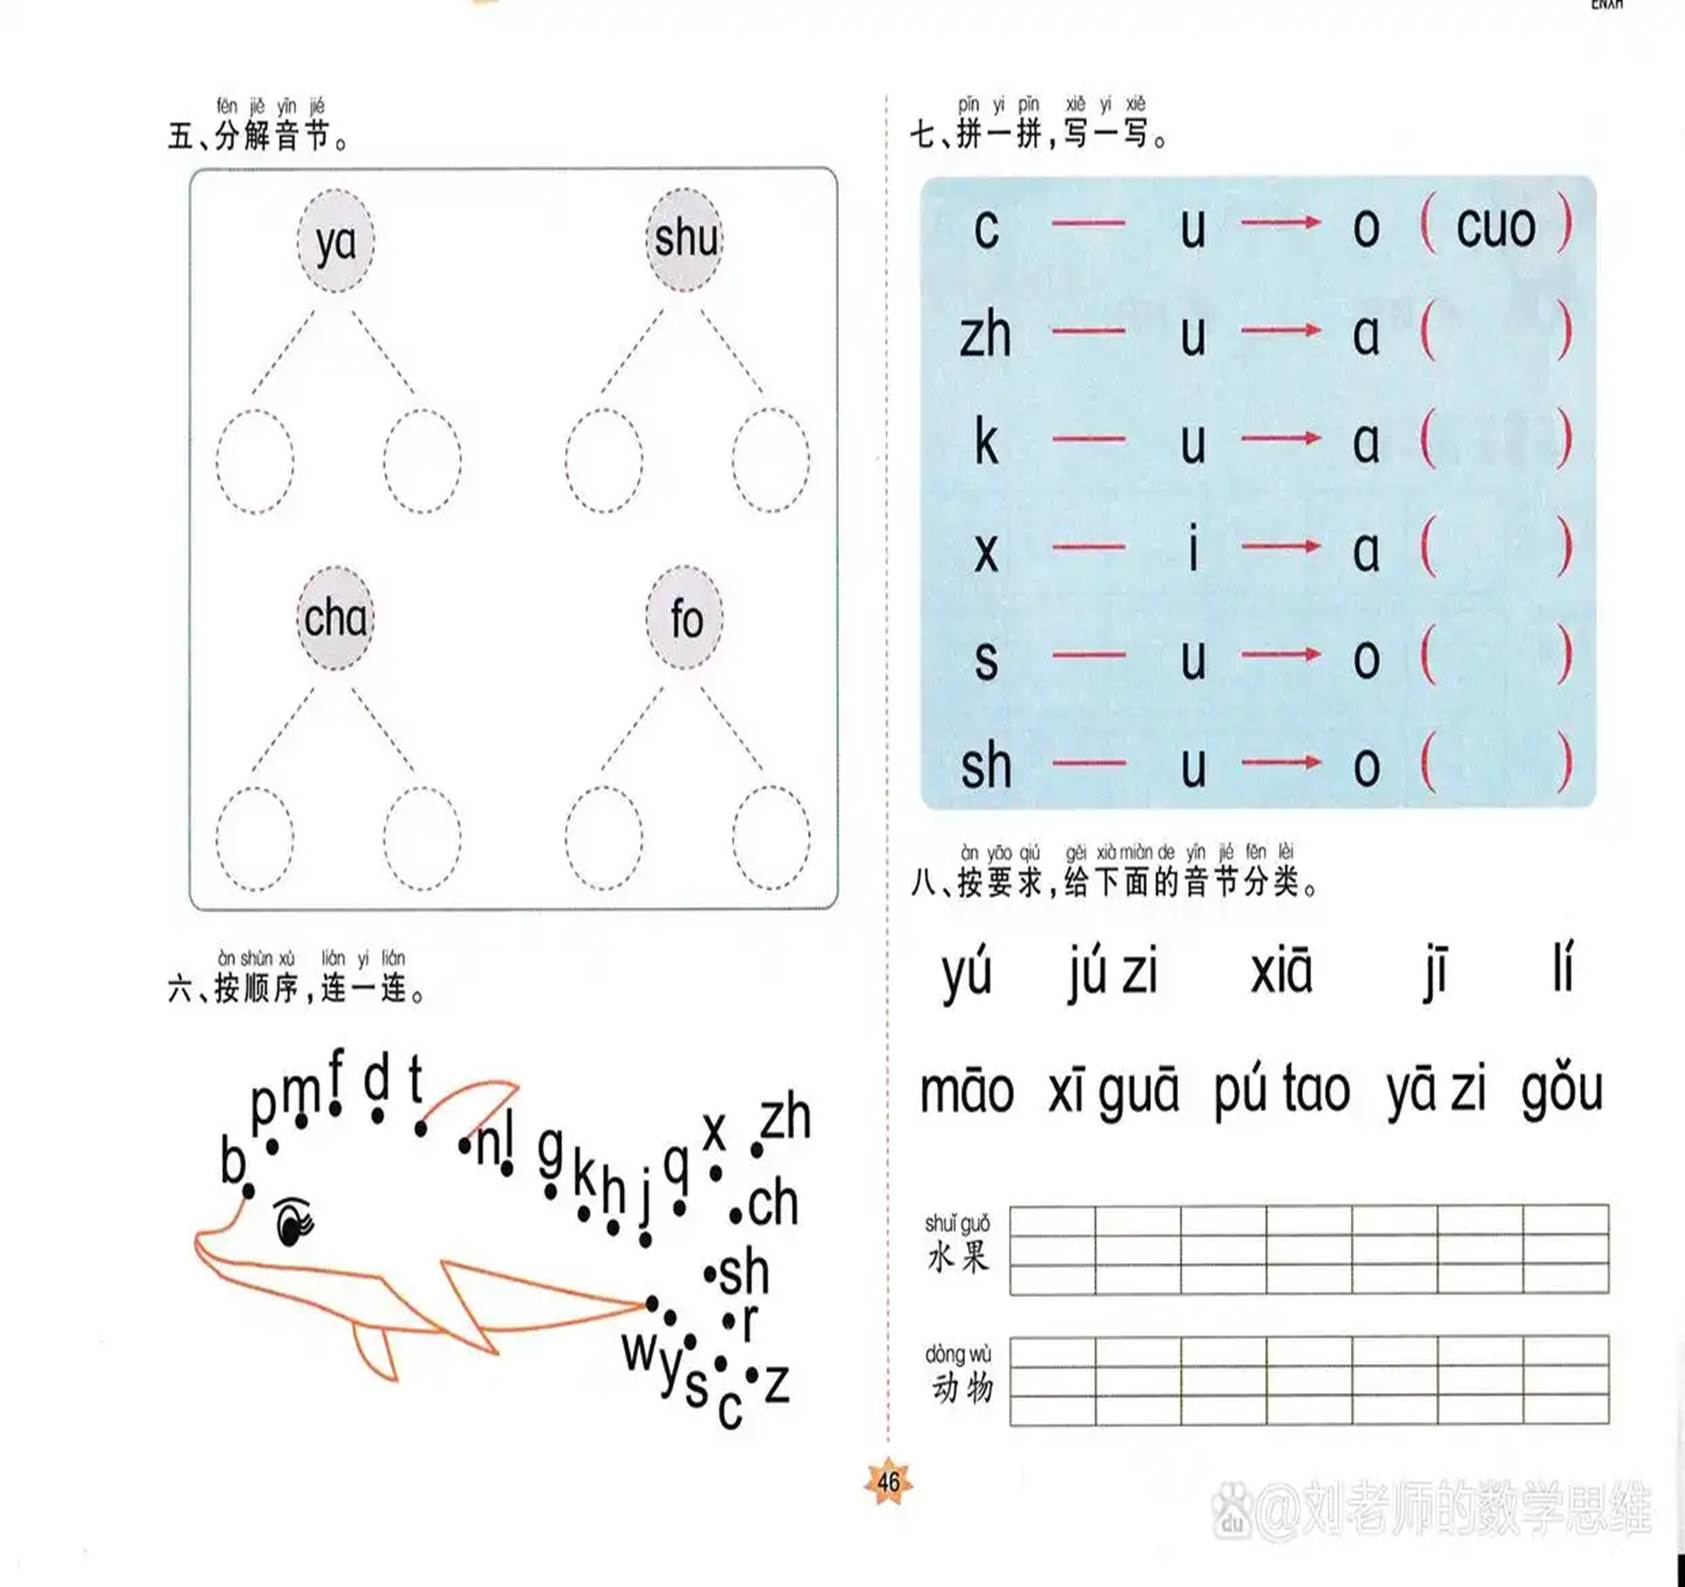 ENXH
fēn jiě yīn jié
五、分解音节。
ya shu
cha fo
àn shùn xù lián yi lián
六、按顺序,连一连。
b p m f d t n l g k h j q x zh ch sh r z c s y w
pīn yi pīn xiě yi xiě
七、拼一拼,写一写。
c — u → o ( cuo )
zh — u → ɑ ( )
k — u → ɑ ( )
x — i → ɑ ( )
s — u → o ( )
sh — u → o ( )
àn yāo qiú gěi xià miàn de yīn jié fēn lèi
八、按要求,给下面的音节分类。
yú jú zi xiā jī lí
māo xī guā pú tao yā zi gǒu
shuǐ guǒ
水果
dòng wù
动物
46
du @刘老师的数学思维